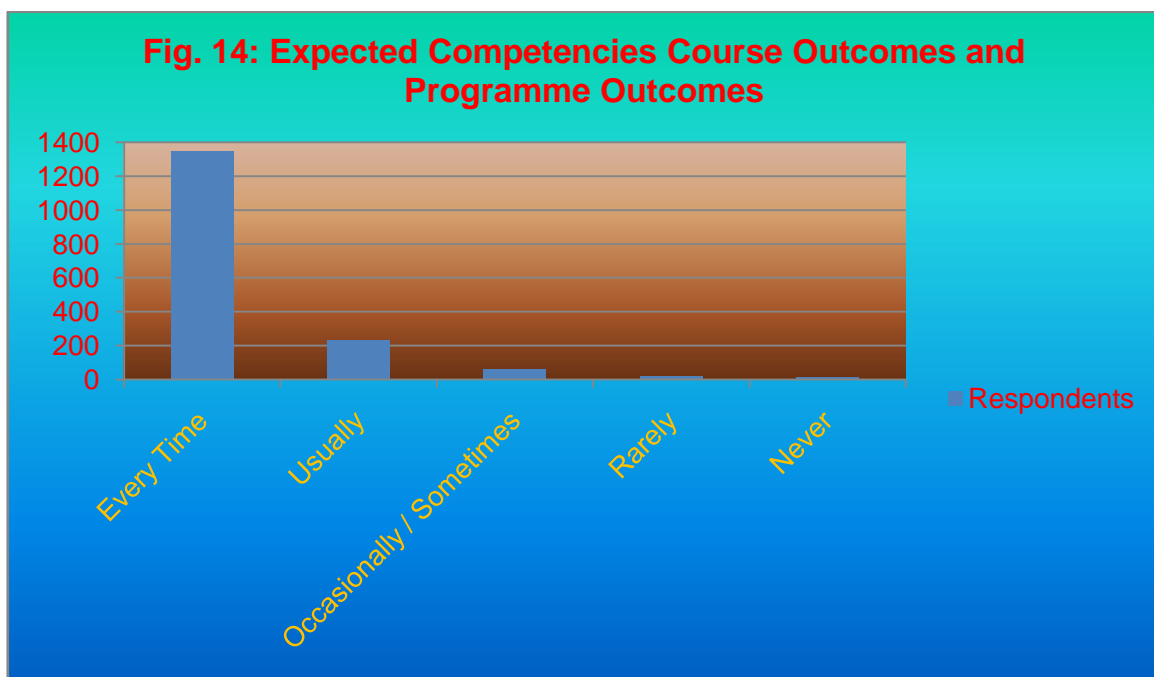 Fig. 14: Expected Competencies Course Outcomes and
Programme Outcomes
1400
1200
1000
800
600
400
200
0
Every Time
Usually
Occasionally / Sometimes
Rarely
Never
Respondents